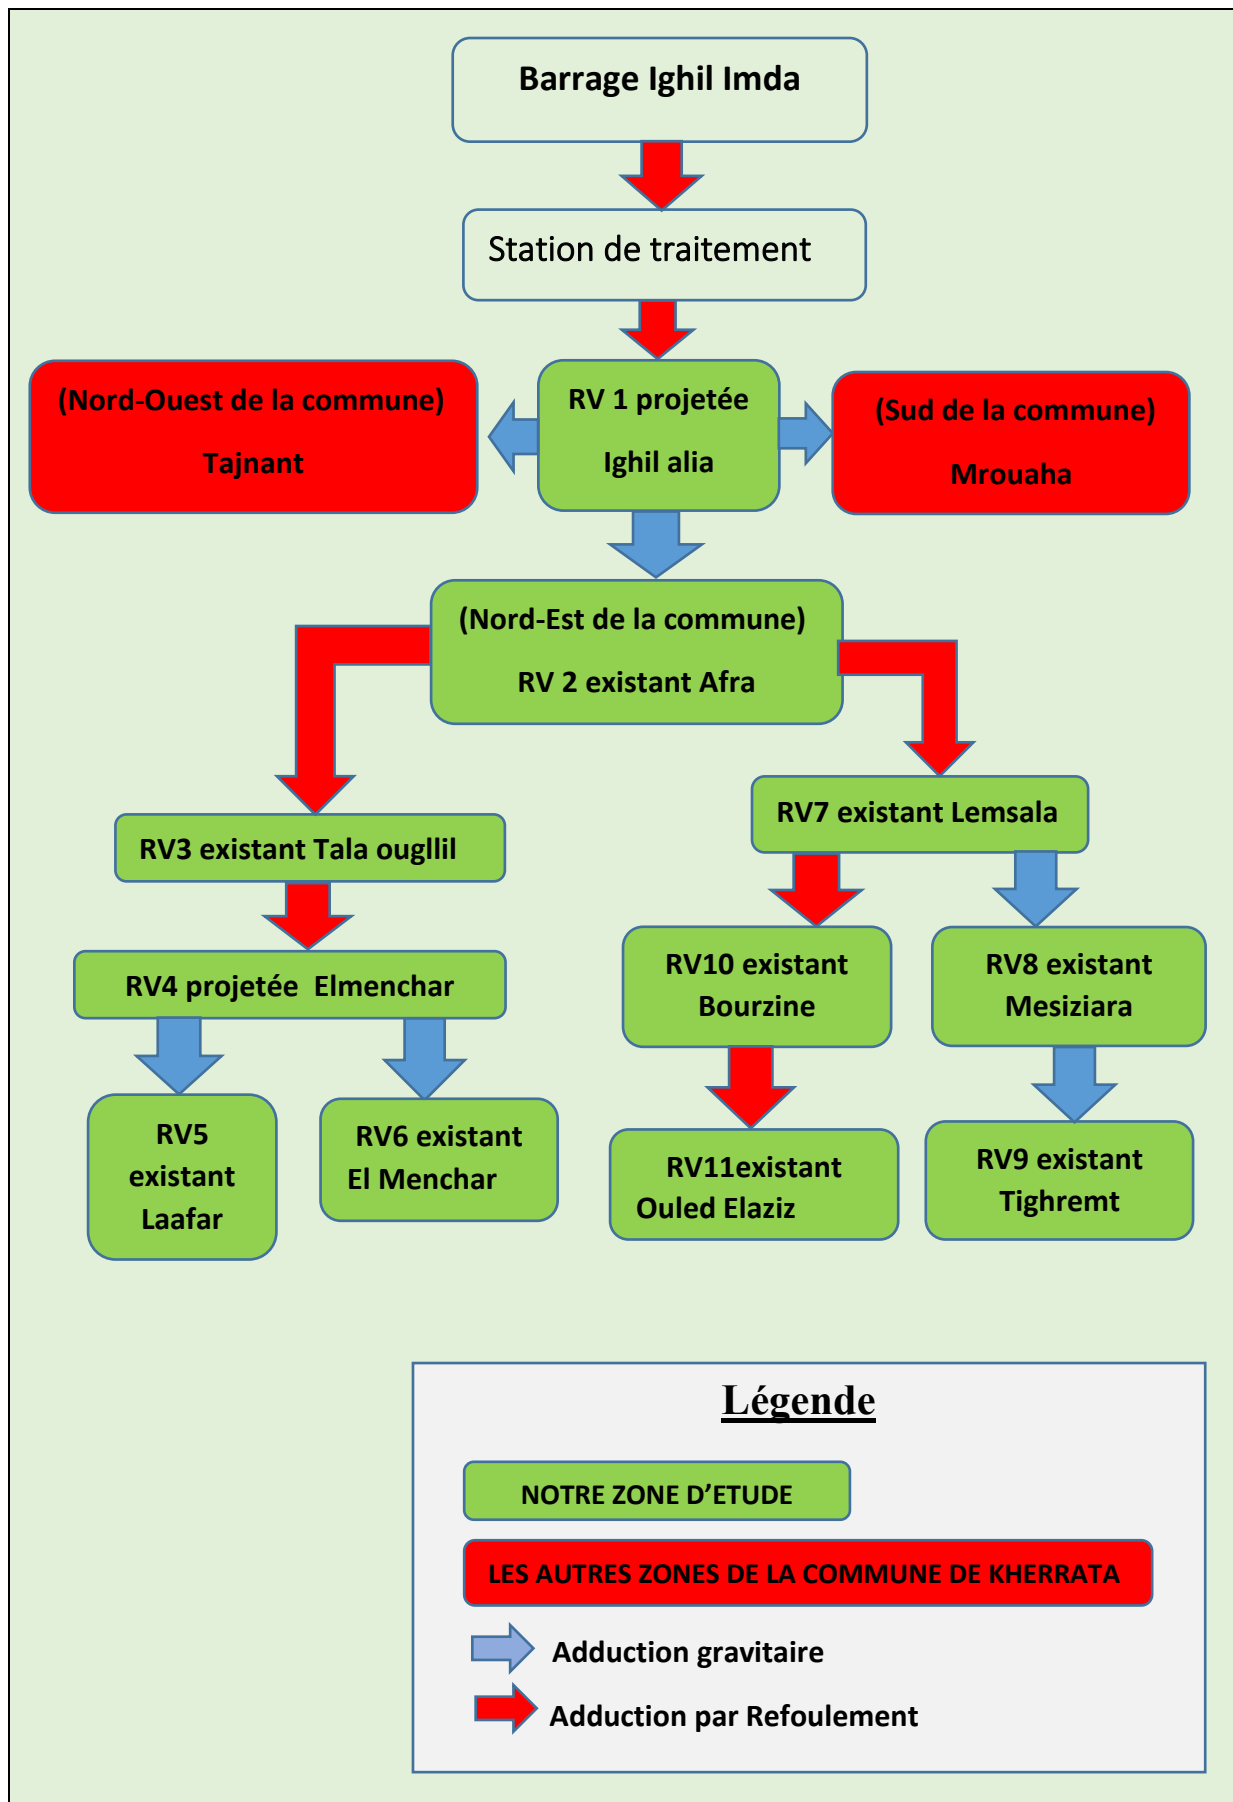 Barrage Ighil Imda
Station de traitement
(Nord-Ouest de la commune)
Tajnant
RV 1 projetée
Ighil alia
(Sud de la commune)
Mrouaha
(Nord-Est de la commune)
RV 2 existant Afra
RV3 existant Tala ougllil
RV7 existant Lemsala
RV4 projetée Elmenchar
RV10 existant
Bourzine
RV8 existant
Mesiziara
RV5
existant
Laafar
RV6 existant
El Menchar
RV11existant
Ouled Elaziz
RV9 existant
Tighremt
Légende
NOTRE ZONE D'ETUDE
LES AUTRES ZONES DE LA COMMUNE DE KHERRATA
Adduction gravitaire
Adduction par Refoulement